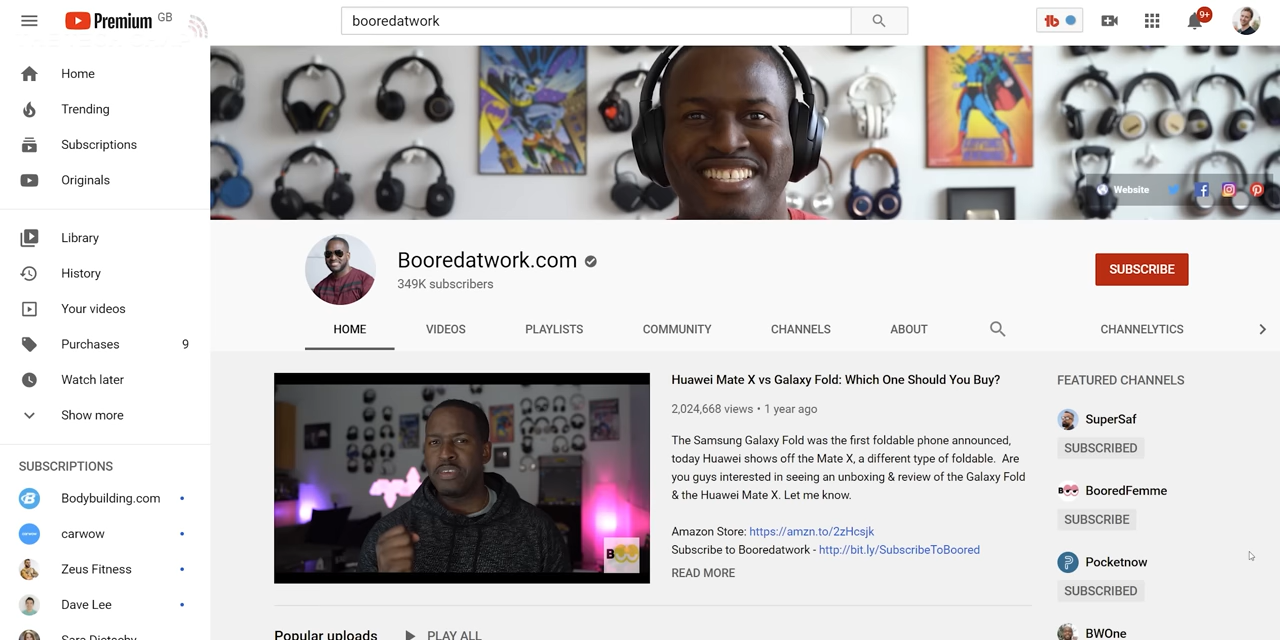 Premium GB
booredatwork
9+
Home
Trending
Subscriptions
Originals
Library
History
Your videos
Purchases 9
Watch later
Show more
SUBSCRIPTIONS
Bodybuilding.com
carwow
Zeus Fitness
Dave Lee
Sara Dietschy
Website
Booredatwork.com
349K subscribers
SUBSCRIBE
HOME VIDEOS PLAYLISTS COMMUNITY CHANNELS ABOUT CHANNELYTICS
Huawei Mate X vs Galaxy Fold: Which One Should You Buy?
2,024,668 views • 1 year ago
The Samsung Galaxy Fold was the first foldable phone announced,
today Huawei shows off the Mate X, a different type of foldable. Are
you guys interested in seeing an unboxing & review of the Galaxy Fold
& the Huawei Mate X. Let me know.
Amazon Store: https://amzn.to/2zHcsjk
Subscribe to Booredatwork - http://bit.ly/SubscribeToBoored
READ MORE
Popular uploads PLAY ALL
FEATURED CHANNELS
SuperSaf
SUBSCRIBED
BooredFemme
SUBSCRIBE
Pocketnow
SUBSCRIBED
BWOne